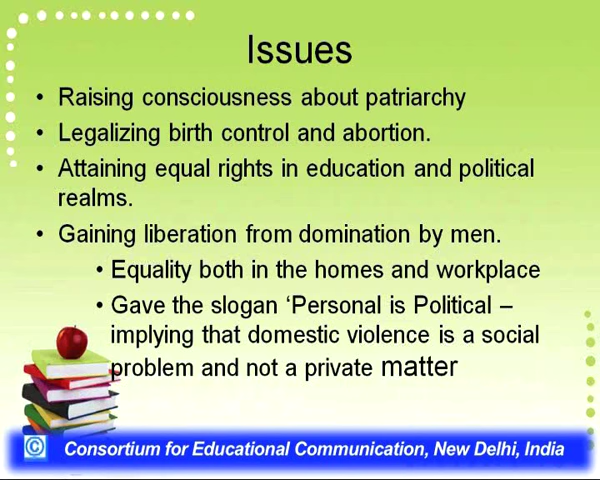 Issues
• Raising consciousness about patriarchy
• Legalizing birth control and abortion.
• Attaining equal rights in education and political
realms.
• Gaining liberation from domination by men.
• Equality both in the homes and workplace
• Gave the slogan ‘Personal is Political –
implying that domestic violence is a social
problem and not a private matter
© Consortium for Educational Communication, New Delhi, India